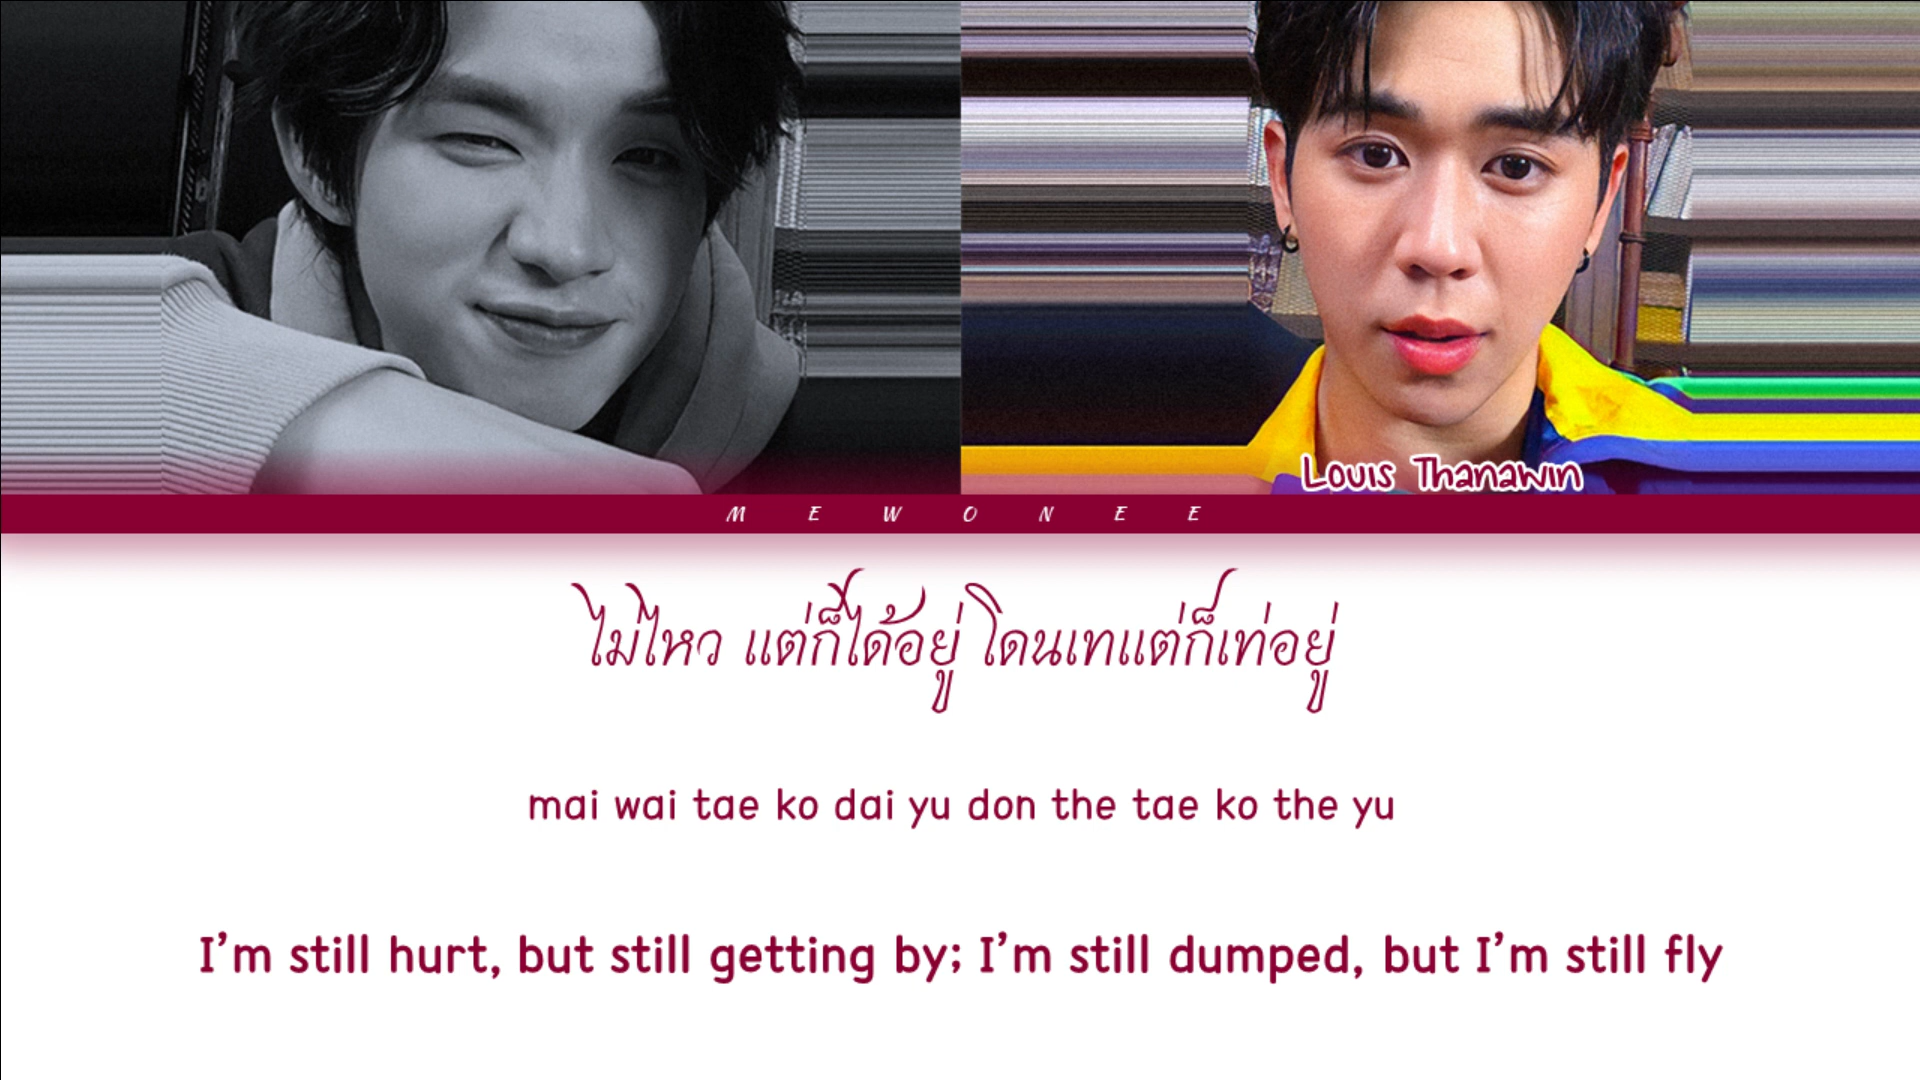 Louis Thanawin
MEWONEE
ไม่ไหว แต่ก็ได้อยู่ โดนเทแต่ก็เท่อยู่
mai wai tae ko dai yu don the tae ko the yu
I'm still hurt, but still getting by; I'm still dumped, but I'm still fly